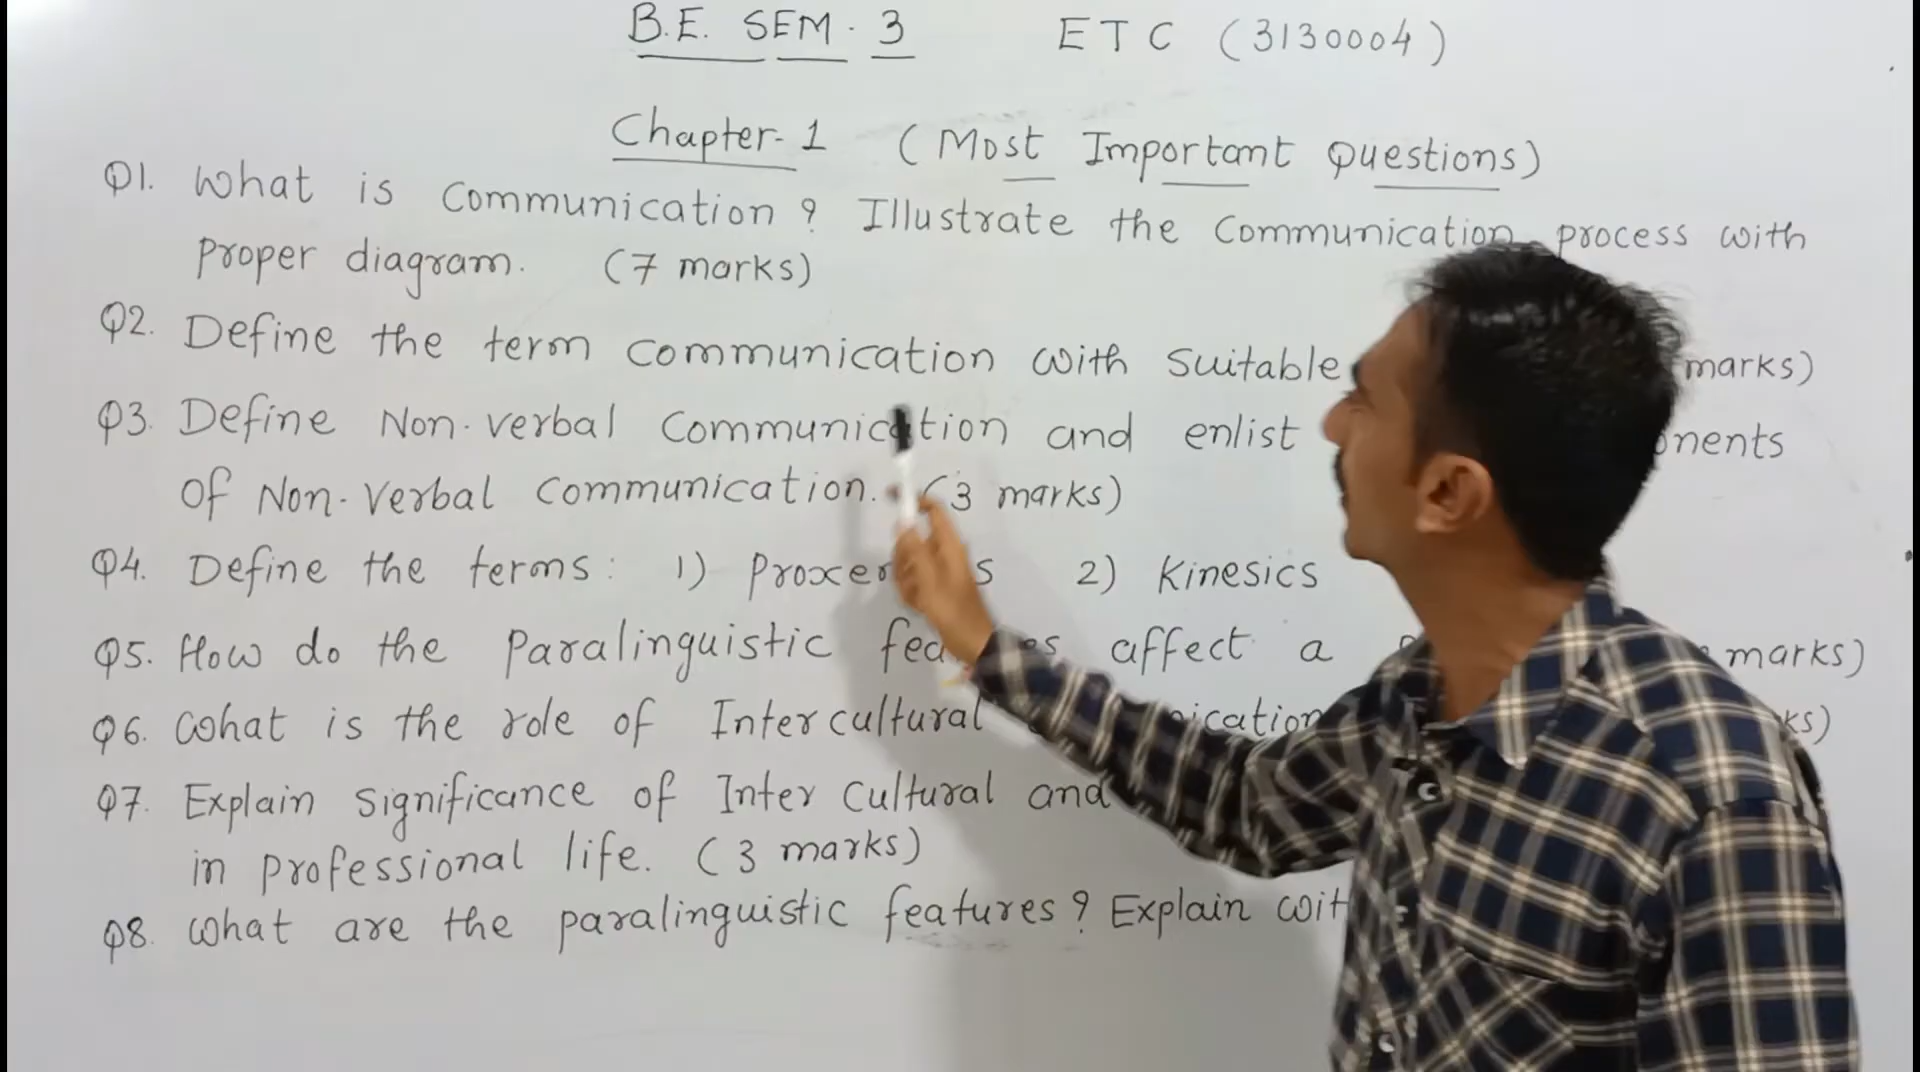 B.E. SEM. 3 ETC (3130004)
Chapter-1 (Most Important Questions)
Q1. What is Communication? Illustrate the Communication process with
proper diagram. (7 marks)
Q2. Define the term communication with suitable marks)
Q3. Define Non-verbal Communication and enlist
of Non-Verbal Communication. (3 marks)
Q4. Define the terms: 1) 2) Kinesics
Q5. How do the Paralinguistic affect a marks)
Q6. What is the role of Intercultural
Q7. Explain significance of Inter Cultural and
in professional life. (3 marks)
Q8. What are the paralinguistic features? Explain